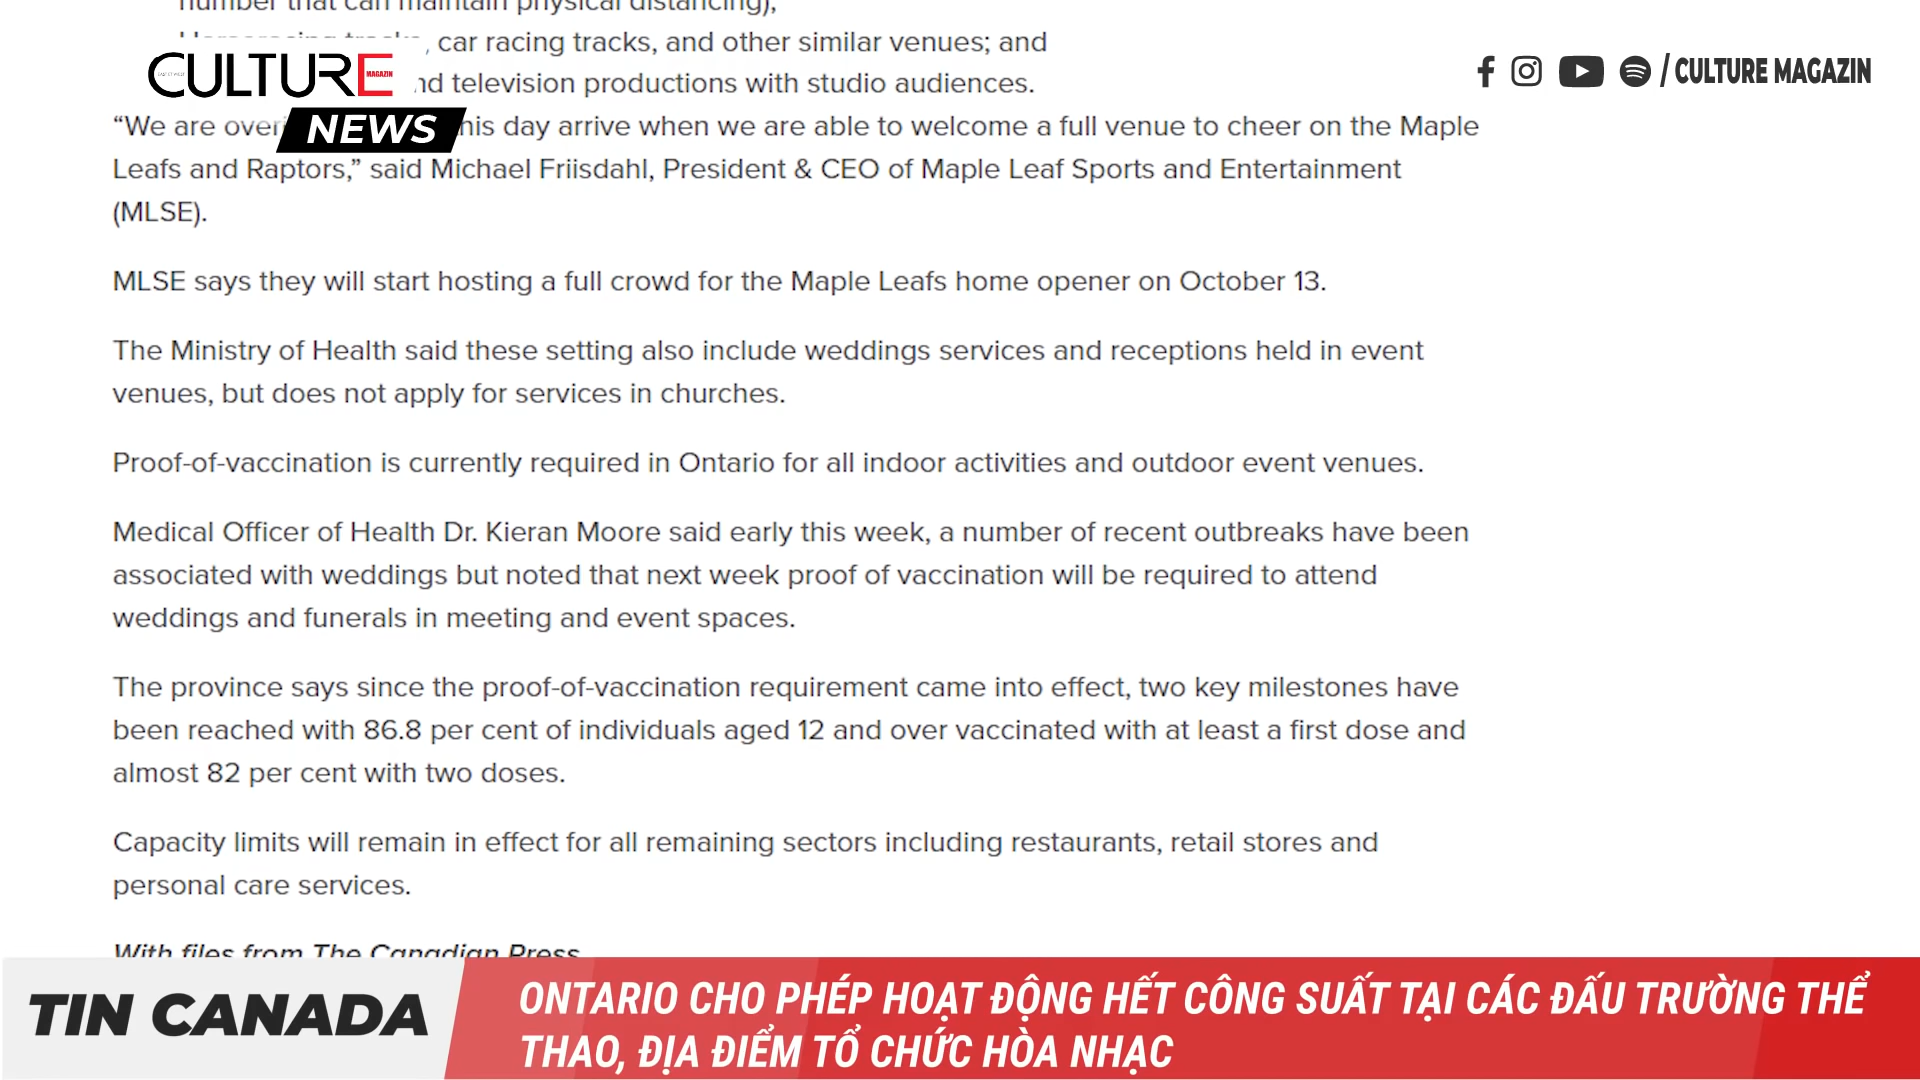 number that can maintain physical distancing);
Horseracing tracks, car racing tracks, and other similar venues; and
nd television productions with studio audiences.
CULTURE
MAGAZIN
NEWS
/ CULTURE MAGAZIN
“We are his day arrive when we are able to welcome a full venue to cheer on the Maple
Leafs and Raptors,” said Michael Friisdahl, President & CEO of Maple Leaf Sports and Entertainment
(MLSE).
MLSE says they will start hosting a full crowd for the Maple Leafs home opener on October 13.
The Ministry of Health said these setting also include weddings services and receptions held in event
venues, but does not apply for services in churches.
Proof-of-vaccination is currently required in Ontario for all indoor activities and outdoor event venues.
Medical Officer of Health Dr. Kieran Moore said early this week, a number of recent outbreaks have been
associated with weddings but noted that next week proof of vaccination will be required to attend
weddings and funerals in meeting and event spaces.
The province says since the proof-of-vaccination requirement came into effect, two key milestones have
been reached with 86.8 per cent of individuals aged 12 and over vaccinated with at least a first dose and
almost 82 per cent with two doses.
Capacity limits will remain in effect for all remaining sectors including restaurants, retail stores and
personal care services.
With files from The Canadian Press
TIN CANADA
ONTARIO CHO PHÉP HOẠT ĐỘNG HẾT CÔNG SUẤT TẠI CÁC ĐẤU TRƯỜNG THỂ
THAO, ĐỊA ĐIỂM TỔ CHỨC HÒA NHẠC